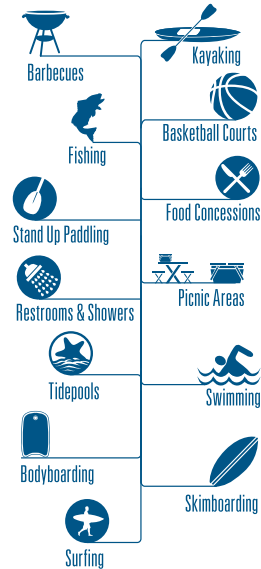 Barbecues
Kayaking
Basketball Courts
Fishing
Food Concessions
Stand Up Paddling
Picnic Areas
Restrooms & Showers
Tidepools
Swimming
Bodyboarding
Skimboarding
Surfing